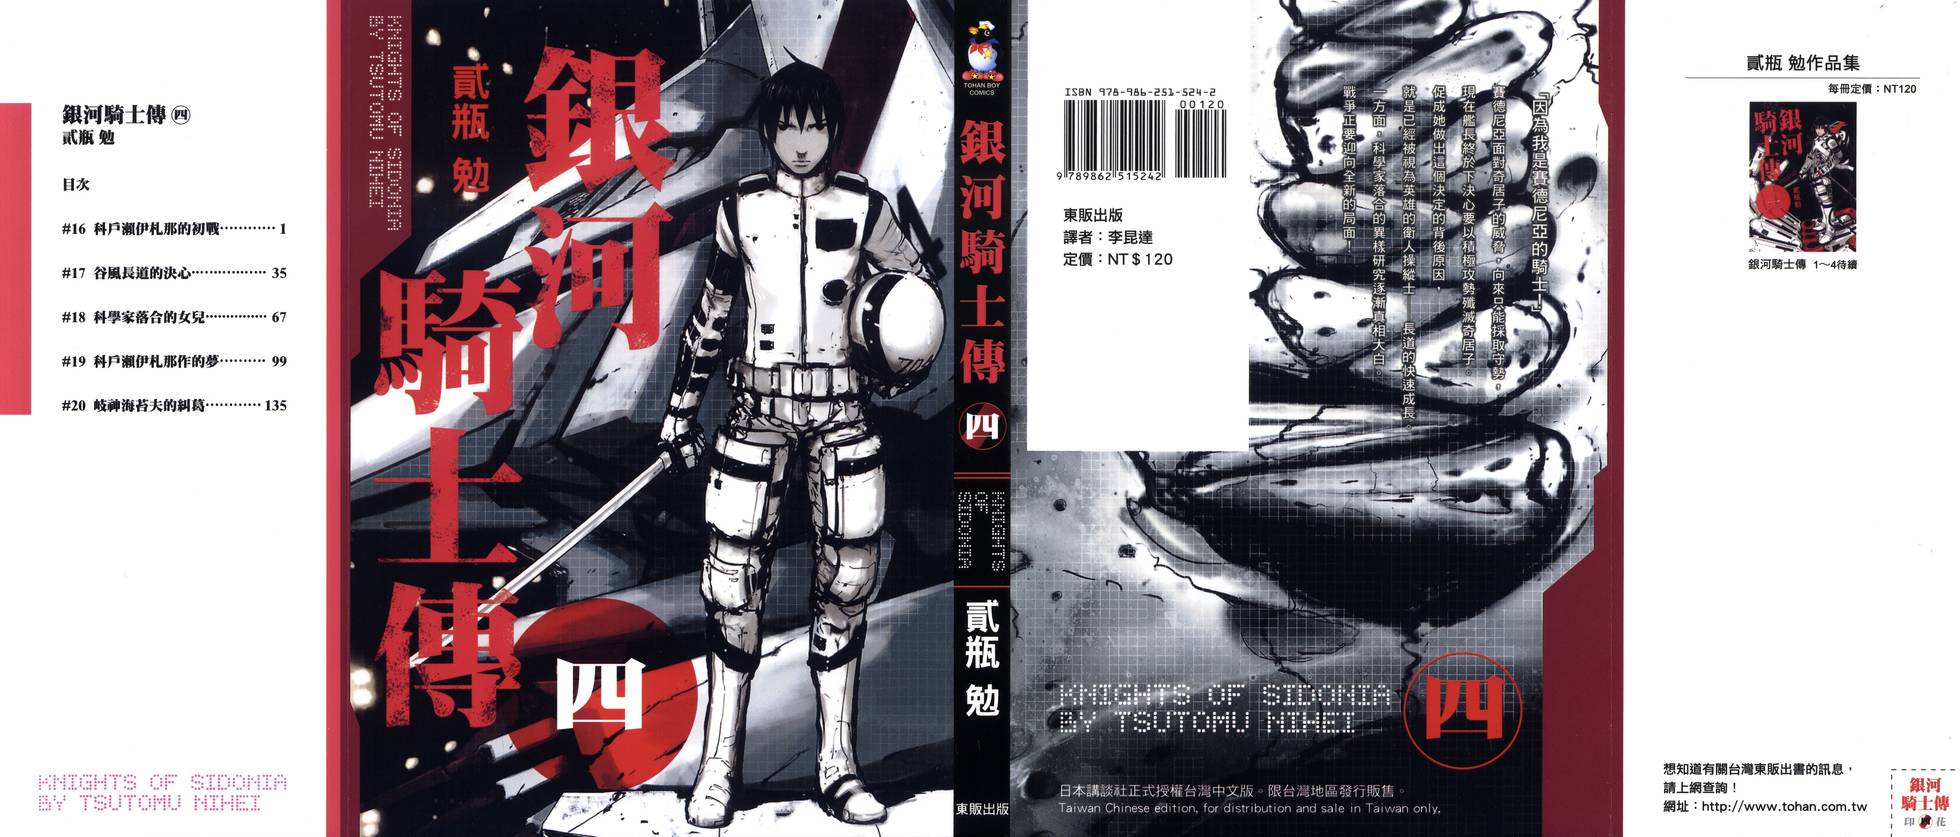 銀河騎士傳 四
貳瓶 勉
目次
#16 科戶瀨伊札那的初戰………… 1
#17 谷風長道的決心……………… 35
#18 科學家落合的女兒…………… 67
#19 科戶瀨伊札那作的夢……… 99
#20 岐神海苔夫的糾葛………… 135
KNIGHTS OF SIDONIA
BY TSUTOMU NIHEI
KNIGHTS OF SIDONIA
BY TSUTOMU NIHEI
貳瓶 勉
銀河
騎士傳
四
704
TOHAN BOY
COMICS
銀河騎士傳
四
KNIGHTS
OF
SIDONIA
貳瓶 勉
東販出版
ISBN 978-986-251-524-2
00120
9 789862 515242
東販出版
譯者：李昆達
定價：NT$120
『因為我是賽德尼亞的騎士！』
賽德尼亞面對奇居子的威脅，向來只能採取守勢，
現在艦長終於下決心要以積極攻勢殲滅奇居子。
促成她做出這個決定的背後原因，
就是已經被視為英雄的衛人操縱士──長道的快速成長。
一方面，科學家落合的異樣研究逐漸真相大白。
戰爭正要迎向全新的局面！
KNIGHTS OF SIDONIA
BY TSUTOMU NIHEI
四
日本講談社正式授權台灣中文版。限台灣地區發行販售。
Taiwan Chinese edition, for distribution and sale in Taiwan only.
貳瓶 勉作品集
每冊定價：NT120
銀河
騎士傳
銀河騎士傳 1～4待續
想知道有關台灣東販出書的訊息，
請上網查詢！
網址：http://www.tohan.com.tw
銀河
騎士傳
印花